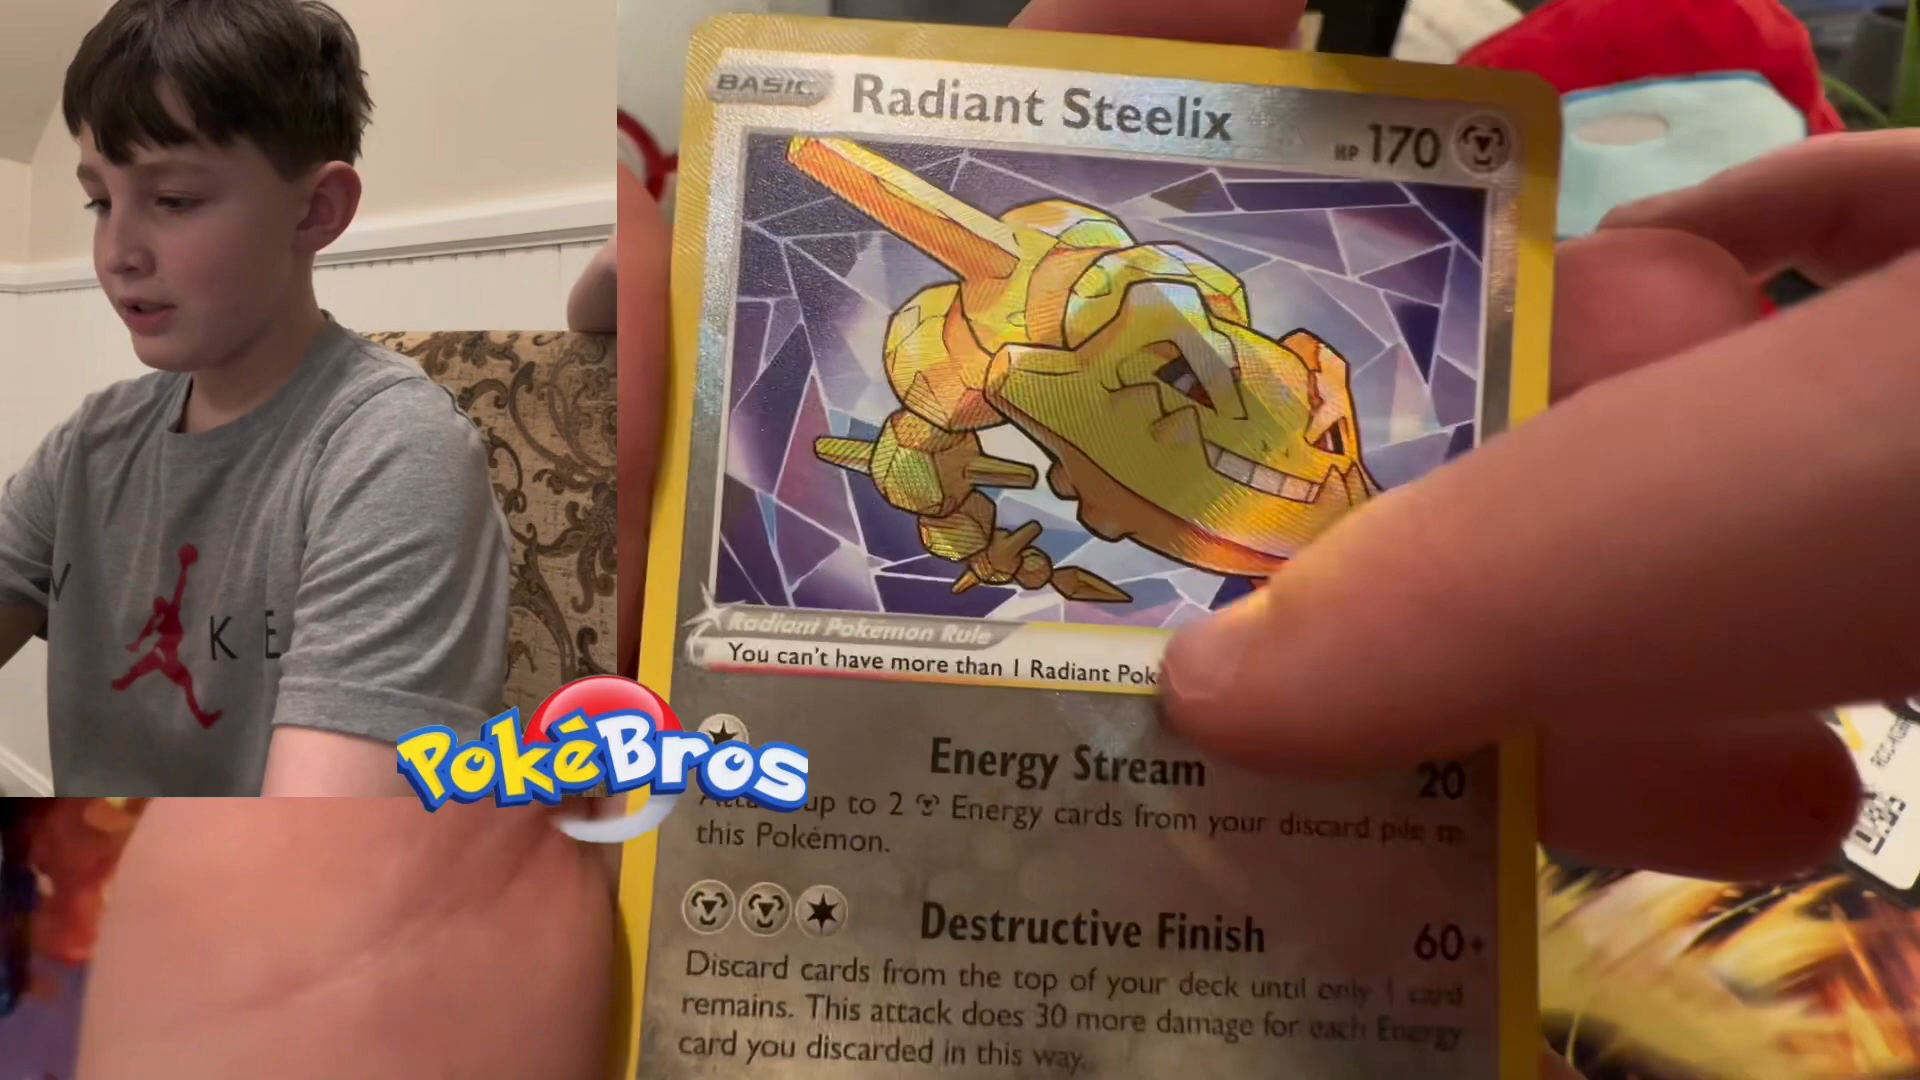 BASIC
Radiant Steelix
HP 170
Radiant Pokémon Rule
You can't have more than 1 Radiant Pok
Energy Stream 20
up to 2 Energy cards from your discard pile
this Pokémon.
Destructive Finish 60+
Discard cards from the top of your deck until only 1 card
remains. This attack does 30 more damage for each Energy
card you discarded in this way.
KE
PokéBros